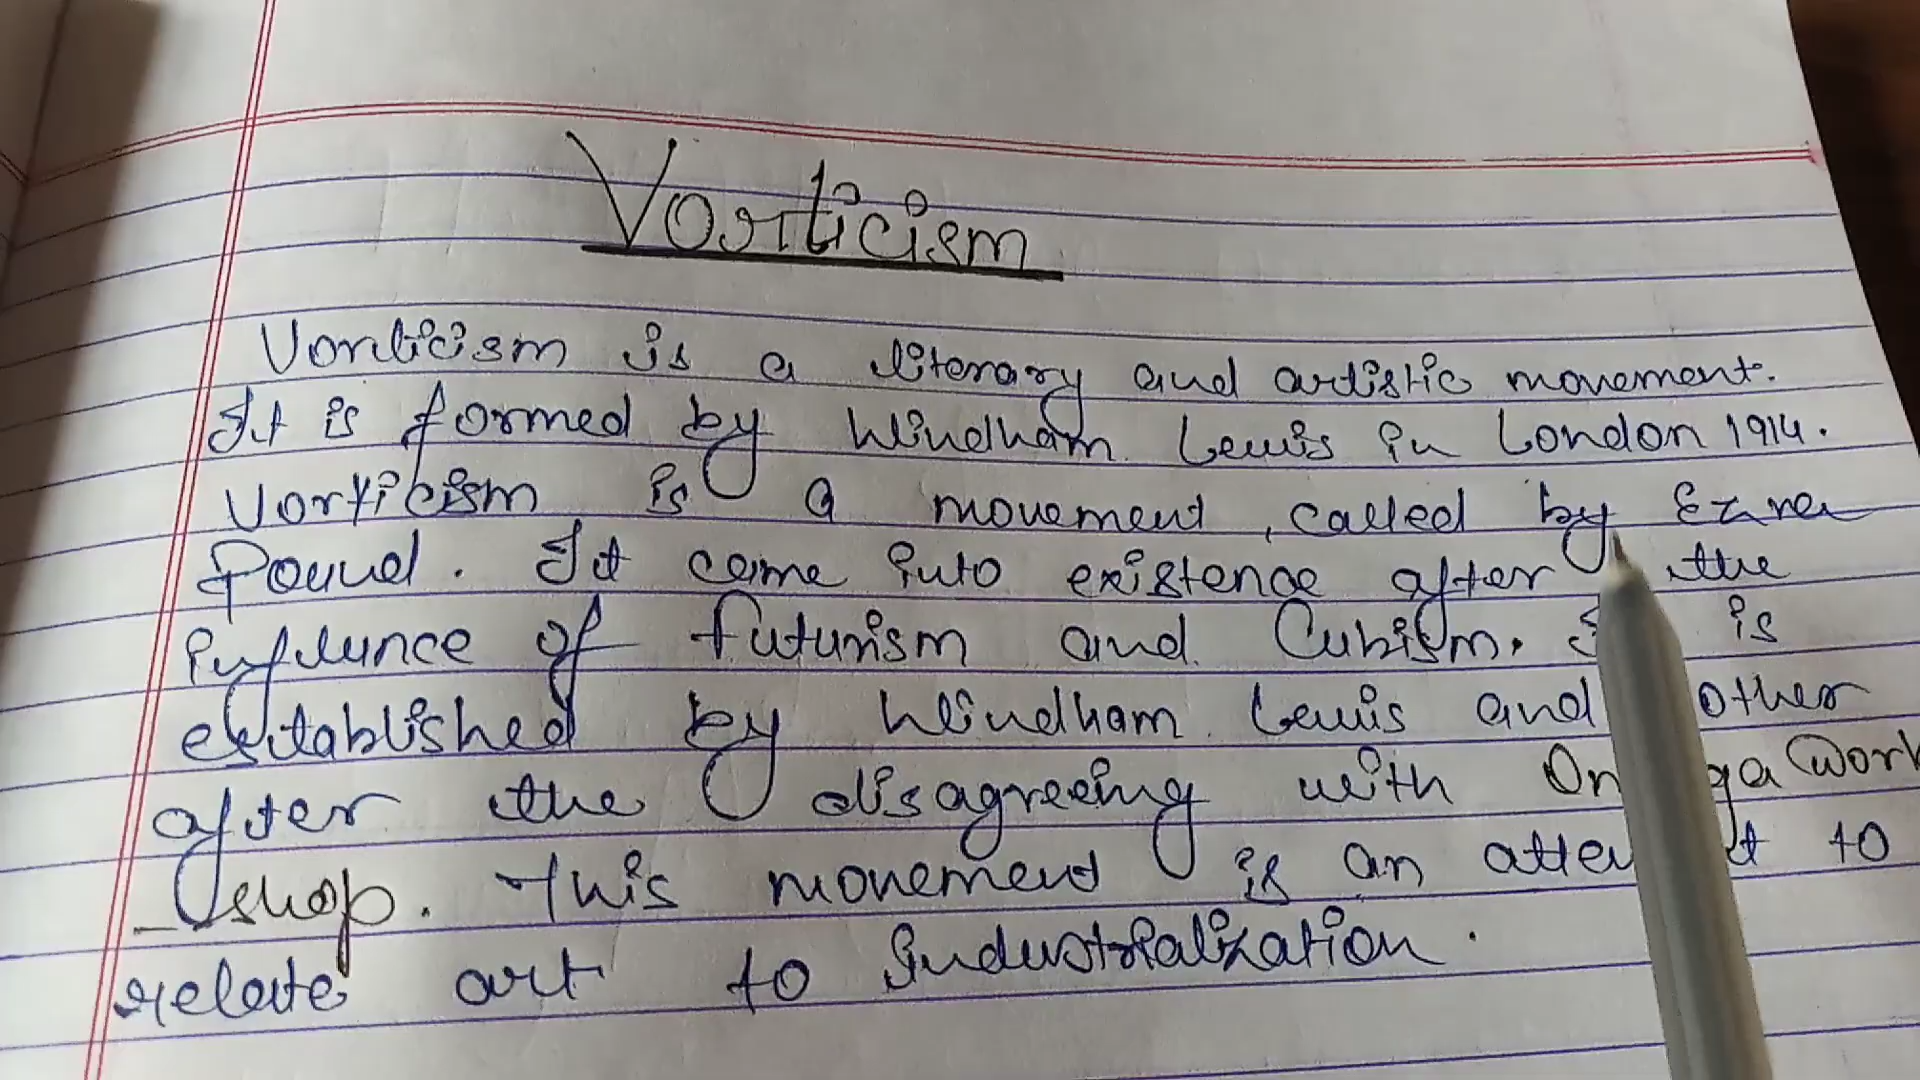 Vorticism
Vorticism is a literary and artistic movement.
It is formed by Windham Lewis in London 1914.
Vorticism is a movement, called by Ezra
Pound. It came into existence after the
influence of futurism and Cubism. is
established by Windham Lewis and other
after the disagreeing with work
shop. This movement is an to
relate art to Industrialization.